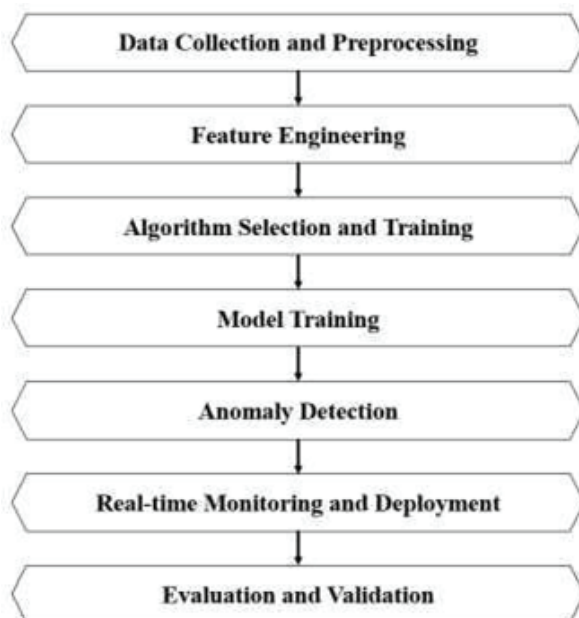 Data Collection and Preprocessing
Feature Engineering
Algorithm Selection and Training
Model Training
Anomaly Detection
Real-time Monitoring and Deployment
Evaluation and Validation